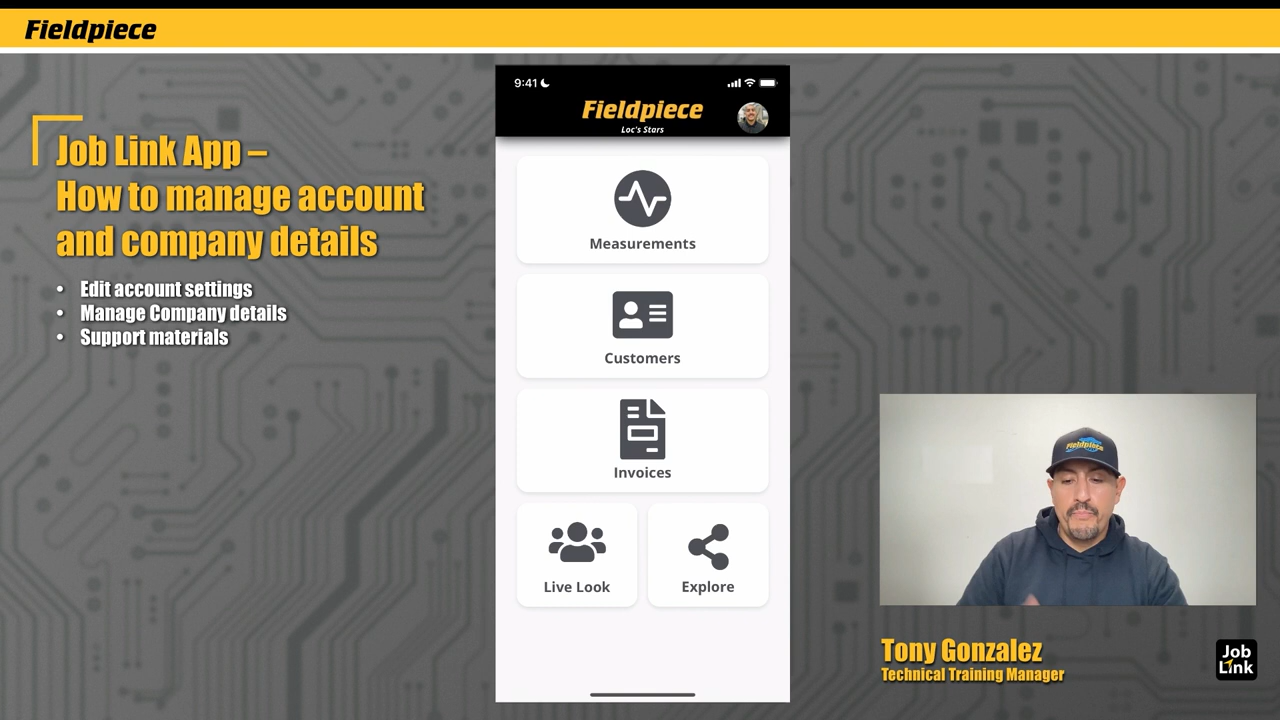 Fieldpiece
Job Link App –
How to manage account
and company details
• Edit account settings
• Manage Company details
• Support materials
9:41
Fieldpiece
Loc's Stars
Measurements
Customers
Invoices
Live Look
Explore
Fieldpiece
Tony Gonzalez
Technical Training Manager
Job
Link